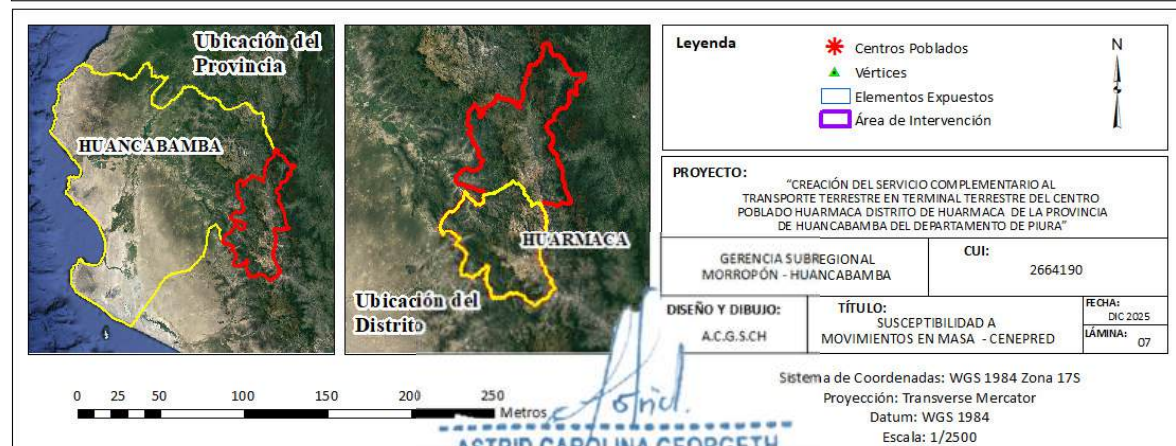 Ubicación del
Provincia
HUANCABAMBA
HUARMACA
Ubicación del
Distrito
Leyenda
Centros Poblados
Vértices
Elementos Expuestos
Área de Intervención
N
PROYECTO:
"CREACIÓN DEL SERVICIO COMPLEMENTARIO AL
TRANSPORTE TERRESTRE EN TERMINAL TERRESTRE DEL CENTRO
POBLADO HUARMACA DISTRITO DE HUARMACA DE LA PROVINCIA
DE HUANCABAMBA DEL DEPARTAMENTO DE PIURA"
GERENCIA SUBREGIONAL
MORROPÓN - HUANCABAMBA
CUI:
2664190
DISEÑO Y DIBUJO:
A.C.G.S.CH
TÍTULO:
SUSCEPTIBILIDAD A
MOVIMIENTOS EN MASA - CENEPRED
FECHA:
DIC 2025
LÁMINA:
07
0 25 50 100 150 200 250
Metros
Sistema de Coordenadas: WGS 1984 Zona 17S
Proyección: Transverse Mercator
Datum: WGS 1984
Escala: 1/2500
Astrid.
ASTRID CAROLINA GEORGETH